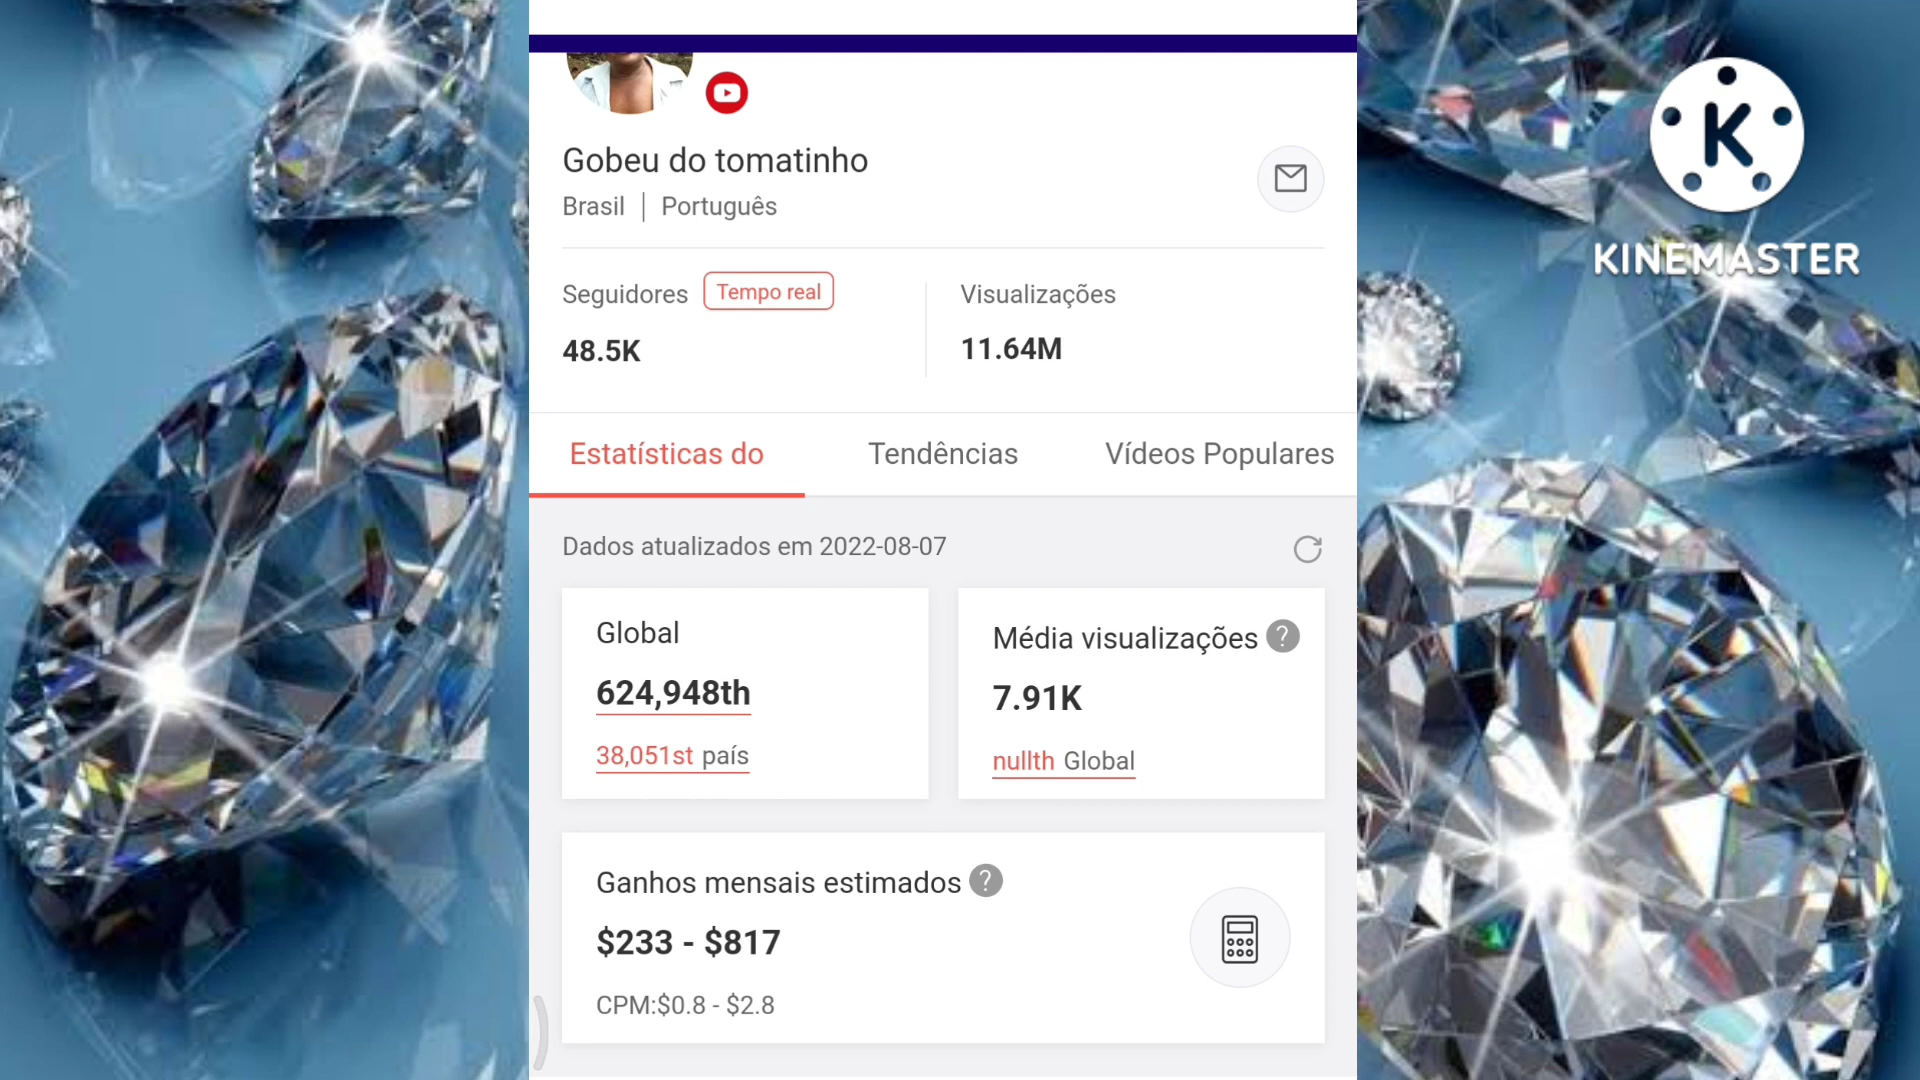 Gobeu do tomatinho
Brasil | Português
Seguidores Tempo real
48.5K
Visualizações
11.64M
Estatísticas do
Tendências
Vídeos Populares
Dados atualizados em 2022-08-07
Global
624,948th
38,051st país
Média visualizações ?
7.91K
nullth Global
Ganhos mensais estimados ?
$233 - $817
CPM:$0.8 - $2.8
K
KINEMASTER